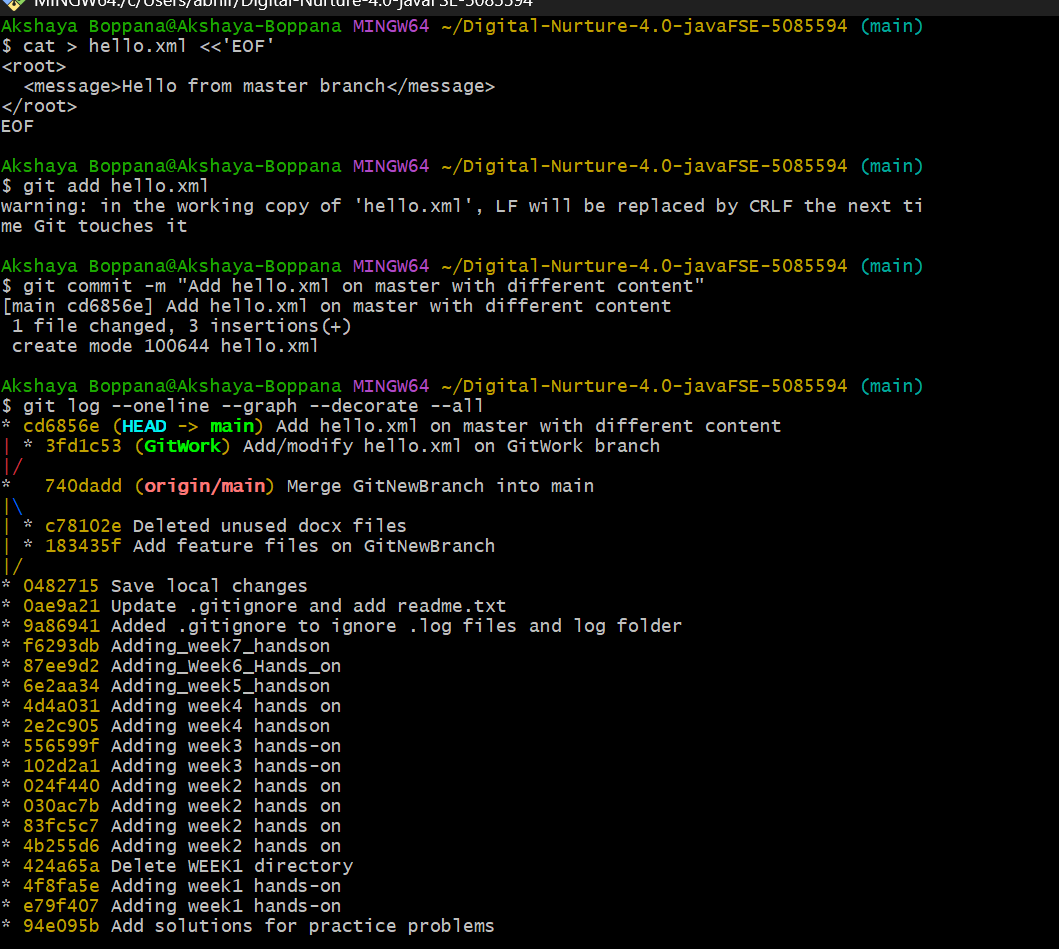 MINGW64:/c/Users/abhir/Digital-Nurture-4.0-javaFSE-5085594
Akshaya Boppana@Akshaya-Boppana MINGW64 ~/Digital-Nurture-4.0-javaFSE-5085594 (main)
$ cat > hello.xml <<'EOF'
<root>
  <message>Hello from master branch</message>
</root>
EOF

Akshaya Boppana@Akshaya-Boppana MINGW64 ~/Digital-Nurture-4.0-javaFSE-5085594 (main)
$ git add hello.xml
warning: in the working copy of 'hello.xml', LF will be replaced by CRLF the next ti
me Git touches it

Akshaya Boppana@Akshaya-Boppana MINGW64 ~/Digital-Nurture-4.0-javaFSE-5085594 (main)
$ git commit -m "Add hello.xml on master with different content"
[main cd6856e] Add hello.xml on master with different content
 1 file changed, 3 insertions(+)
 create mode 100644 hello.xml

Akshaya Boppana@Akshaya-Boppana MINGW64 ~/Digital-Nurture-4.0-javaFSE-5085594 (main)
$ git log --oneline --graph --decorate --all
* cd6856e (HEAD -> main) Add hello.xml on master with different content
| * 3fd1c53 (GitWork) Add/modify hello.xml on GitWork branch
|/
*   740dadd (origin/main) Merge GitNewBranch into main
|\
| * c78102e Deleted unused docx files
| * 183435f Add feature files on GitNewBranch
|/
* 0482715 Save local changes
* 0ae9a21 Update .gitignore and add readme.txt
* 9a86941 Added .gitignore to ignore .log files and log folder
* f6293db Adding_week7_handson
* 87ee9d2 Adding_Week6_Hands_on
* 6e2aa34 Adding_week5_handson
* 4d4a031 Adding week4 hands on
* 2e2c905 Adding week4 handson
* 556599f Adding week3 hands-on
* 102d2a1 Adding week3 hands-on
* 024f440 Adding week2 hands on
* 030ac7b Adding week2 hands on
* 83fc5c7 Adding week2 hands on
* 4b255d6 Adding week2 hands on
* 424a65a Delete WEEK1 directory
* 4f8fa5e Adding week1 hands-on
* e79f407 Adding week1 hands-on
* 94e095b Add solutions for practice problems